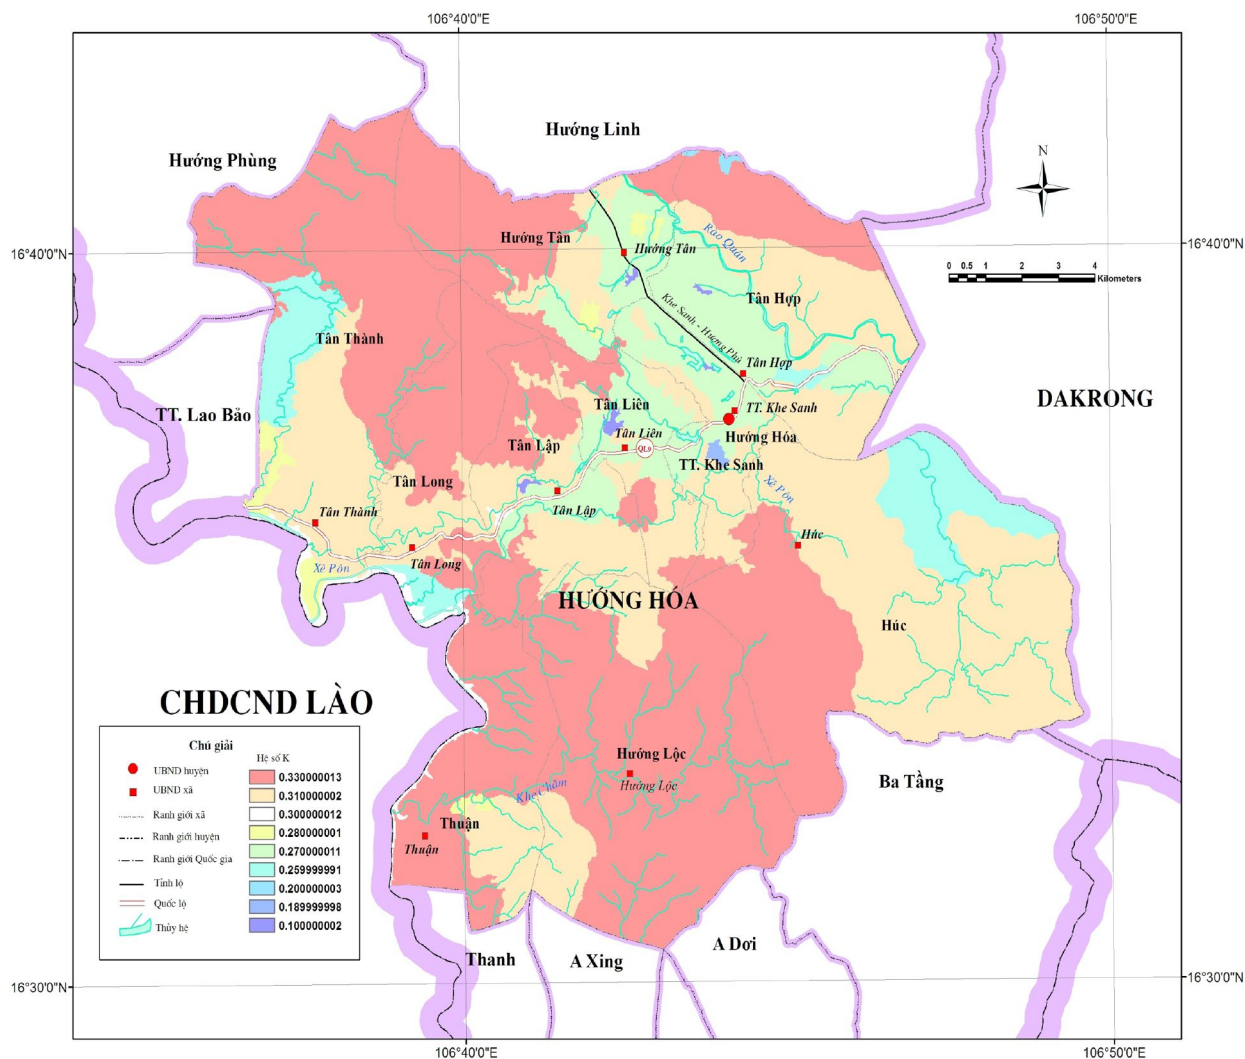 106°40'0"E
106°50'0"E
Hướng Linh
Hướng Phùng
N
Rao Quán
Hướng Tân
Hướng Tân
16°40'0"N
16°40'0"N
0 0.5 1 2 3 4
Kilometers
Tân Hợp
Khe Sanh - Hướng Phù
Tân Thành
Tân Hợp
DAKRONG
Tân Liên
TT. Khe Sanh
TT. Lao Bảo
Tân Liên
Hướng Hóa
Tân Lập
QL9
TT. Khe Sanh
Tân Long
Xê Pôn
Tân Lập
Tân Thành
Húc
Tân Long
Xê Pôn
HƯỚNG HÓA
Húc
CHDCND LÀO
Chú giải
Hệ số K
UBND huyện
UBND xã
Ranh giới xã
Ranh giới huyện
Ranh giới Quốc gia
Tỉnh lộ
Quốc lộ
Thủy hệ
0.330000013
0.310000002
0.300000012
0.280000001
0.270000011
0.259999991
0.200000003
0.189999998
0.100000002
Hướng Lộc
Hướng Lộc
Ba Tầng
Khe Chàm
Thuận
Thuận
A Dơi
Thanh
A Xing
16°30'0"N
16°30'0"N
106°40'0"E
106°50'0"E